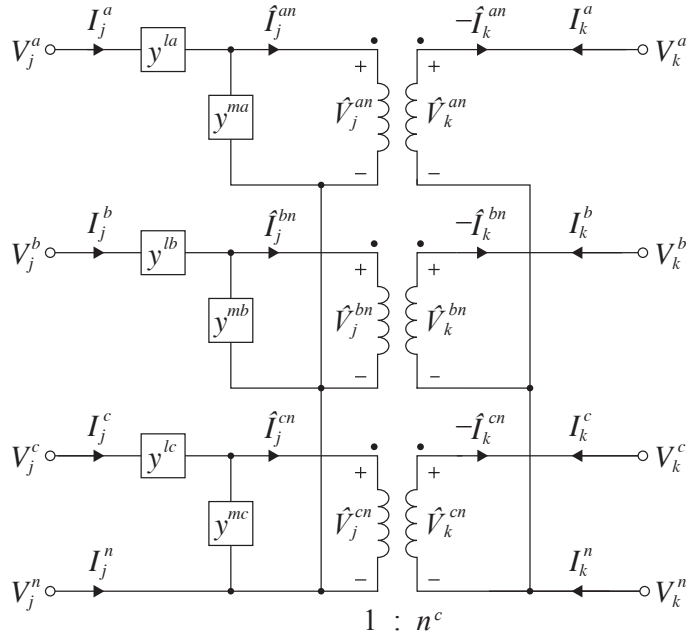 I_j^a Î_j^{an} −Î_k^{an} I_k^a
V_j^a y^{la} V_k^a
+ +
y^{ma} V̂_j^{an} V̂_k^{an}
− −
I_j^b Î_j^{bn} −Î_k^{bn} I_k^b
V_j^b y^{lb} V_k^b
+ +
y^{mb} V̂_j^{bn} V̂_k^{bn}
− −
I_j^c Î_j^{cn} −Î_k^{cn} I_k^c
V_j^c y^{lc} V_k^c
+ +
y^{mc} V̂_j^{cn} V̂_k^{cn}
I_j^n − − I_k^n
V_j^n V_k^n
1 : n^c